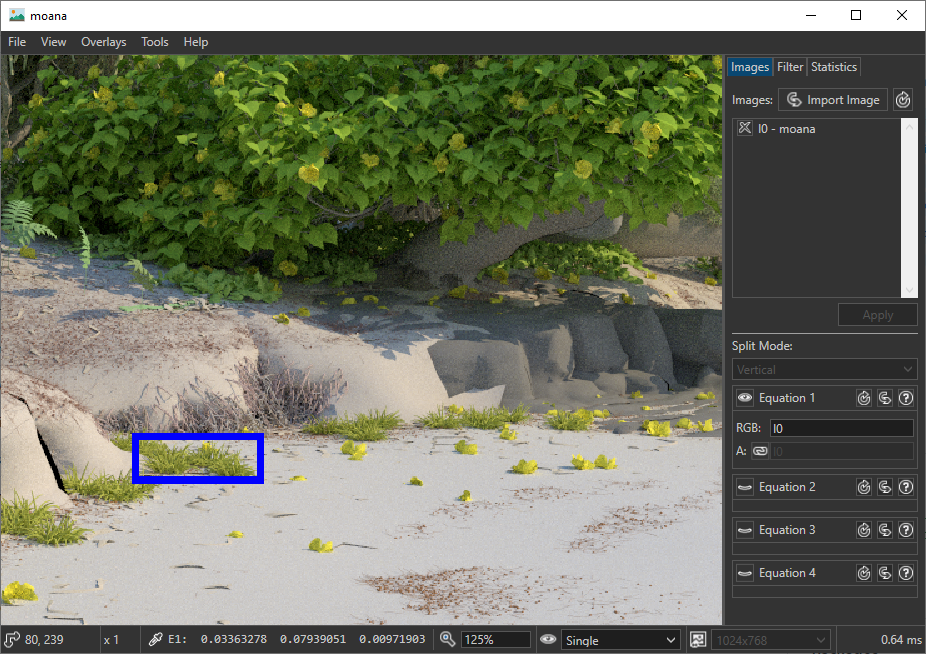 moana
File View Overlays Tools Help
Images Filter Statistics
Images: Import Image
I0 - moana
Apply
Split Mode:
Vertical
Equation 1
RGB: I0
A: I0
Equation 2
Equation 3
Equation 4
80, 239 x 1 E1: 0.03363278 0.07939051 0.00971903 125% Single 1024x768 0.64 ms